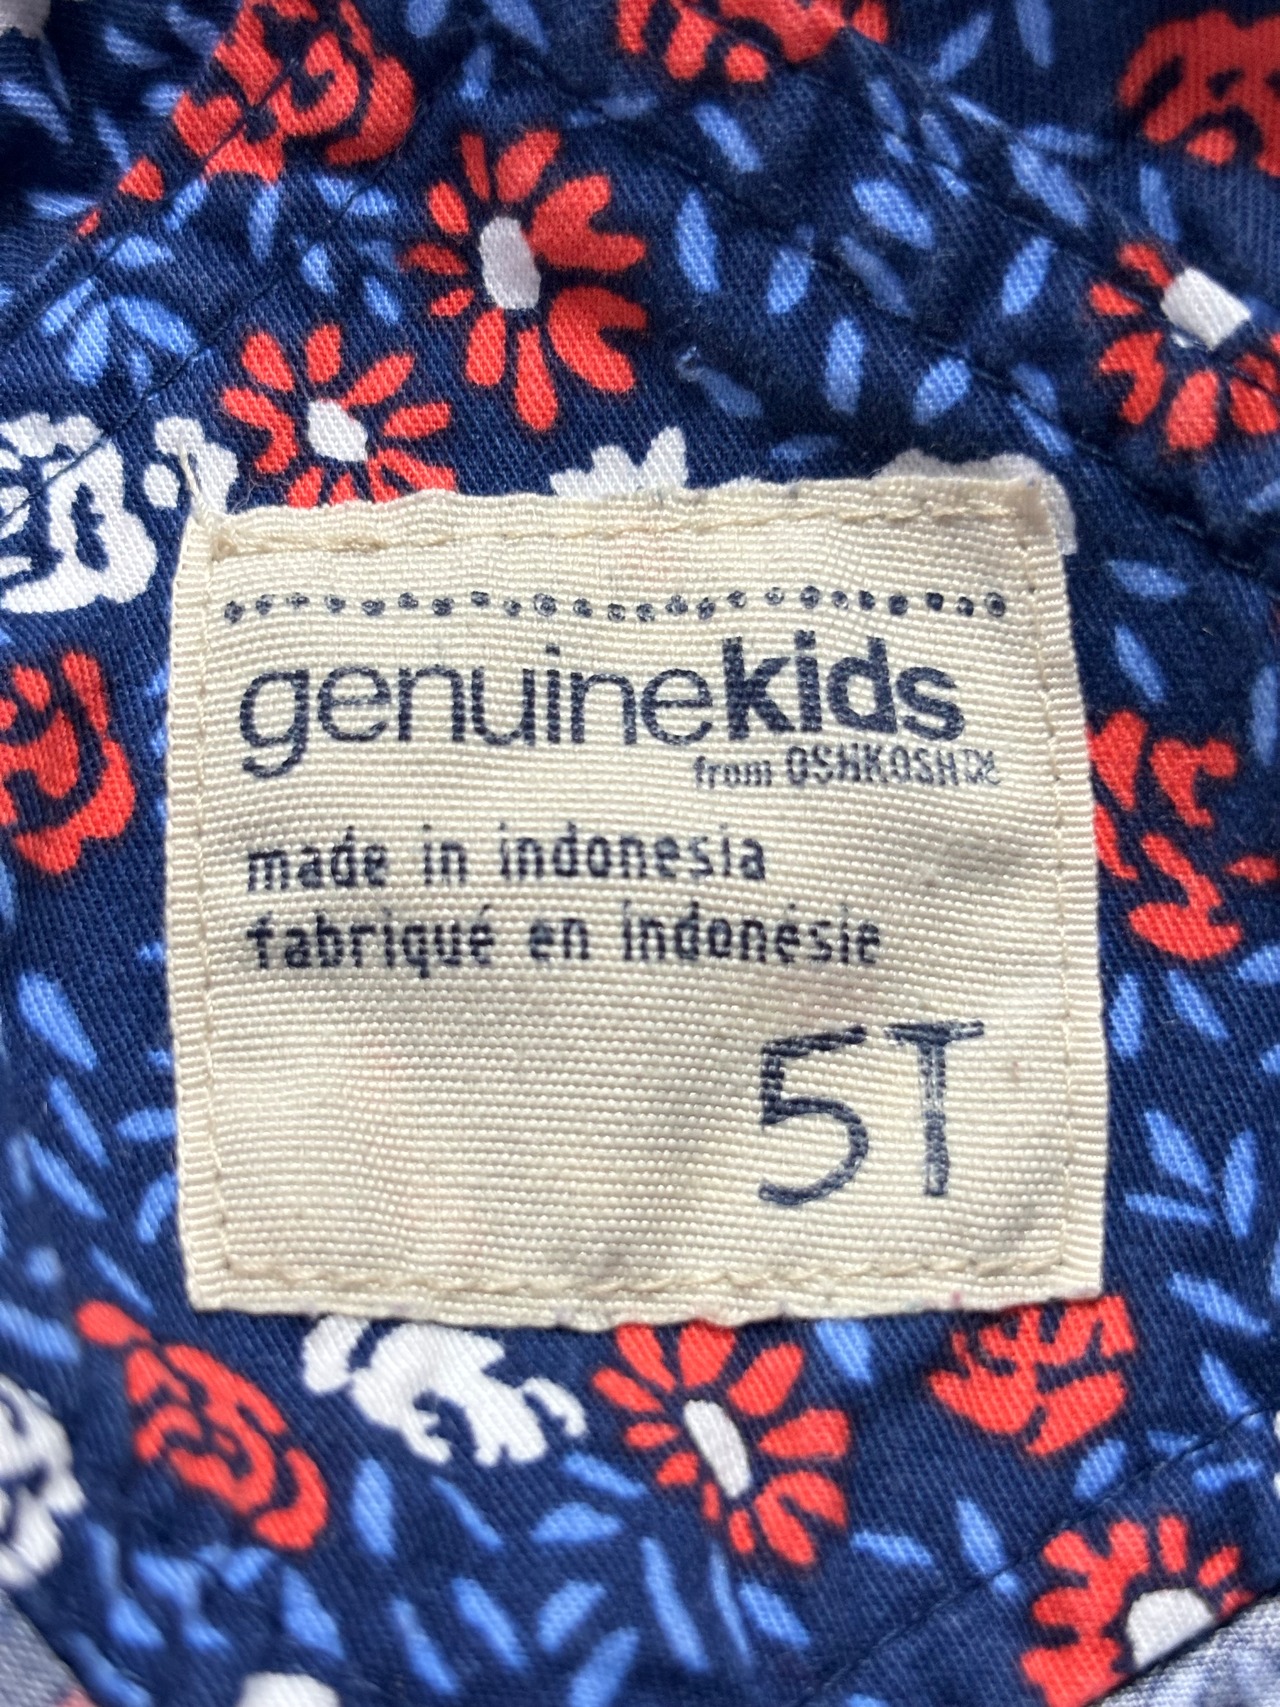 genuinekids
from OSHKOSH
made in indonesia
fabriqué en indonésie
5T